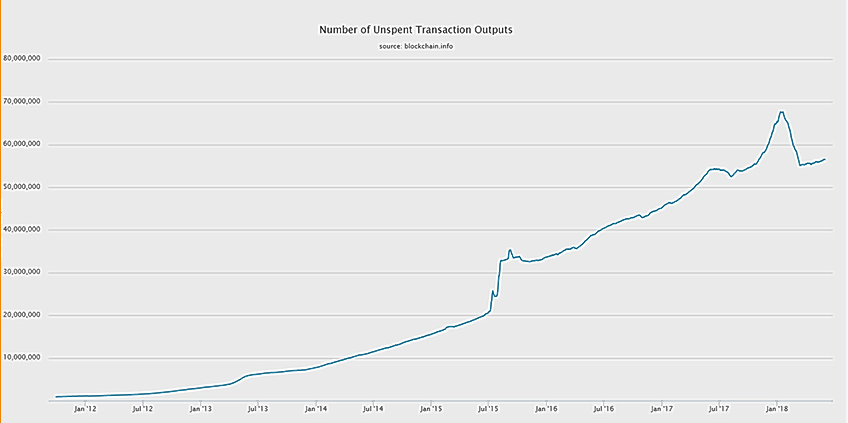 Number of Unspent Transaction Outputs
source: blockchain.info
80,000,000
70,000,000
60,000,000
50,000,000
40,000,000
30,000,000
20,000,000
10,000,000
Jan '12 Jul '12 Jan '13 Jul '13 Jan '14 Jul '14 Jan '15 Jul '15 Jan '16 Jul '16 Jan '17 Jul '17 Jan '18